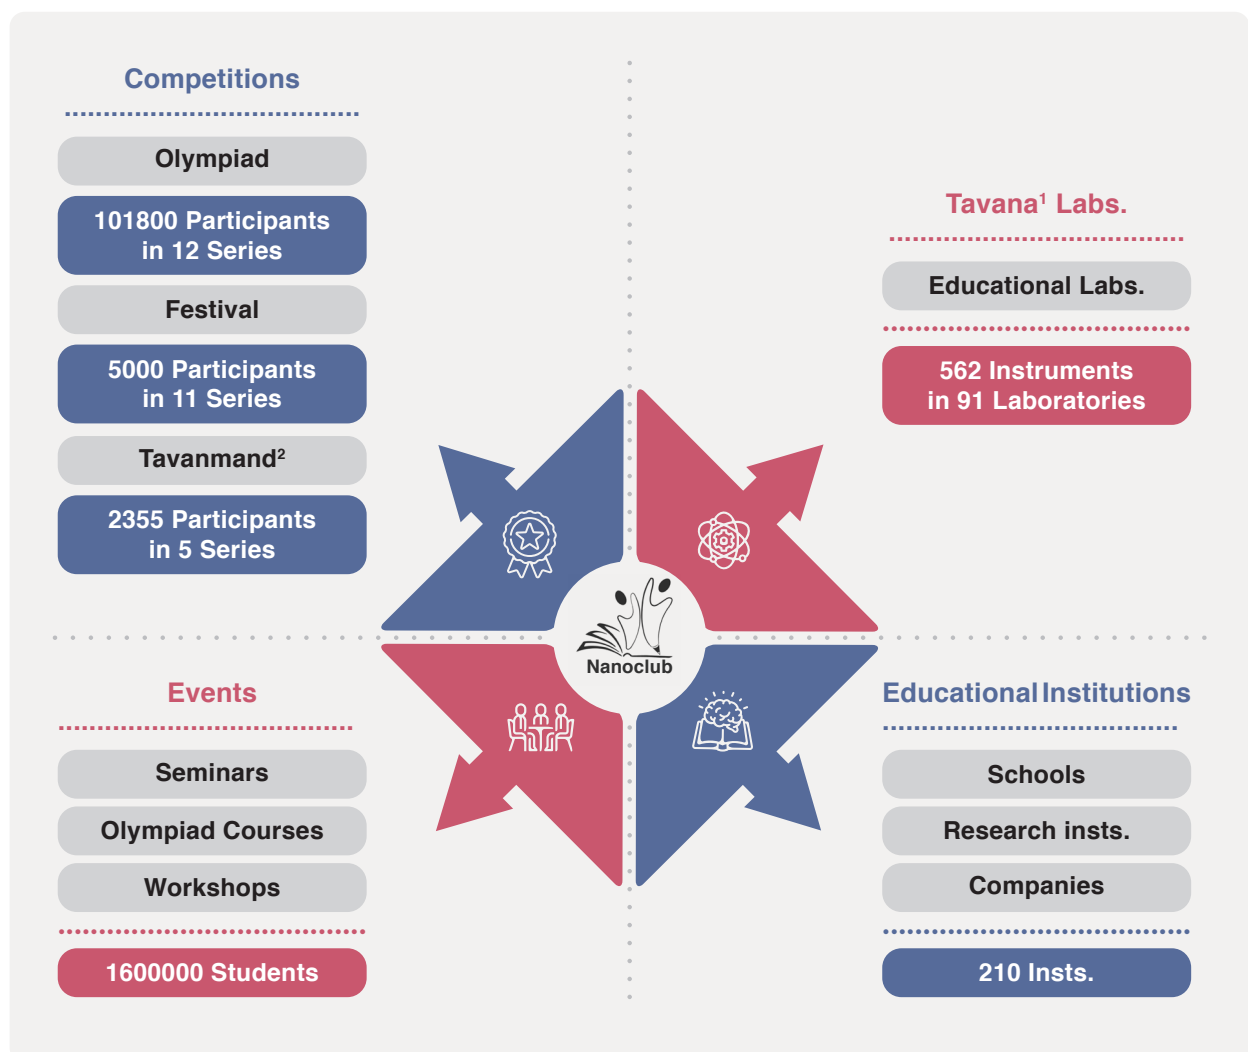 Competitions
Olympiad
101800 Participants
in 12 Series
Festival
5000 Participants
in 11 Series
Tavanmand²
2355 Participants
in 5 Series
Tavana¹ Labs.
Educational Labs.
562 Instruments
in 91 Laboratories
Nanoclub
Events
Seminars
Olympiad Courses
Workshops
1600000 Students
Educational Institutions
Schools
Research insts.
Companies
210 Insts.